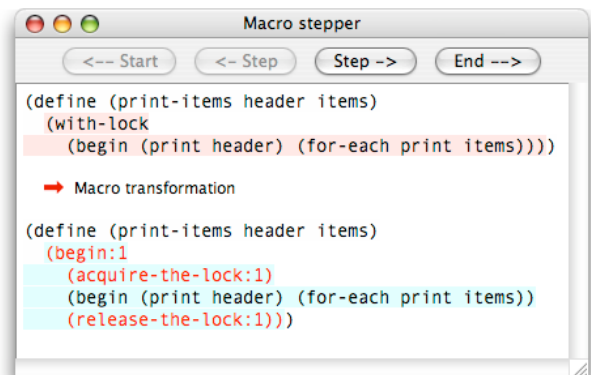 Macro stepper
<-- Start <- Step Step -> End -->
(define (print-items header items)
  (with-lock
    (begin (print header) (for-each print items))))
Macro transformation
(define (print-items header items)
  (begin:1
    (acquire-the-lock:1)
    (begin (print header) (for-each print items))
    (release-the-lock:1)))